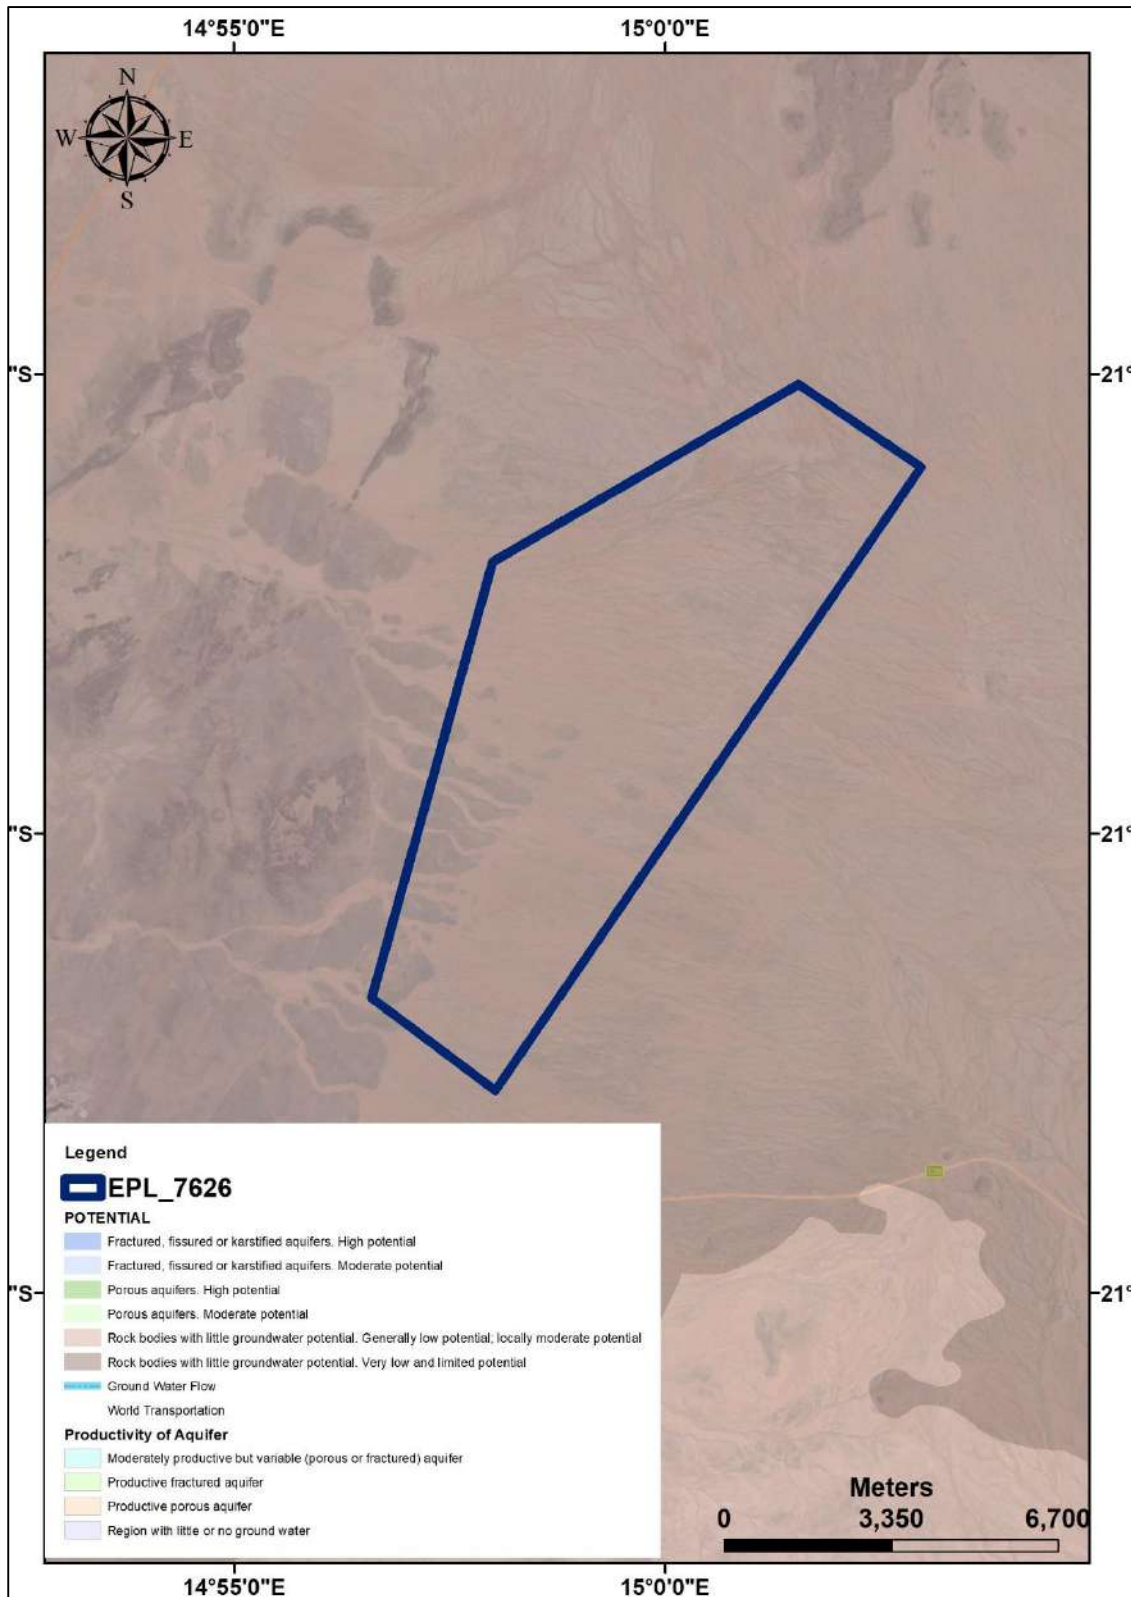 14°55'0"E 15°0'0"E
N
W E
S
"S 21°
"S 21°
"S 21°
Legend
EPL_7626
POTENTIAL
Fractured, fissured or karstified aquifers. High potential
Fractured, fissured or karstified aquifers. Moderate potential
Porous aquifers. High potential
Porous aquifers. Moderate potential
Rock bodies with little groundwater potential. Generally low potential; locally moderate potential
Rock bodies with little groundwater potential. Very low and limited potential
Ground Water Flow
World Transportation
Productivity of Aquifer
Moderately productive but variable (porous or fractured) aquifer
Productive fractured aquifer
Productive porous aquifer
Region with little or no ground water
Meters
0 3,350 6,700
14°55'0"E 15°0'0"E